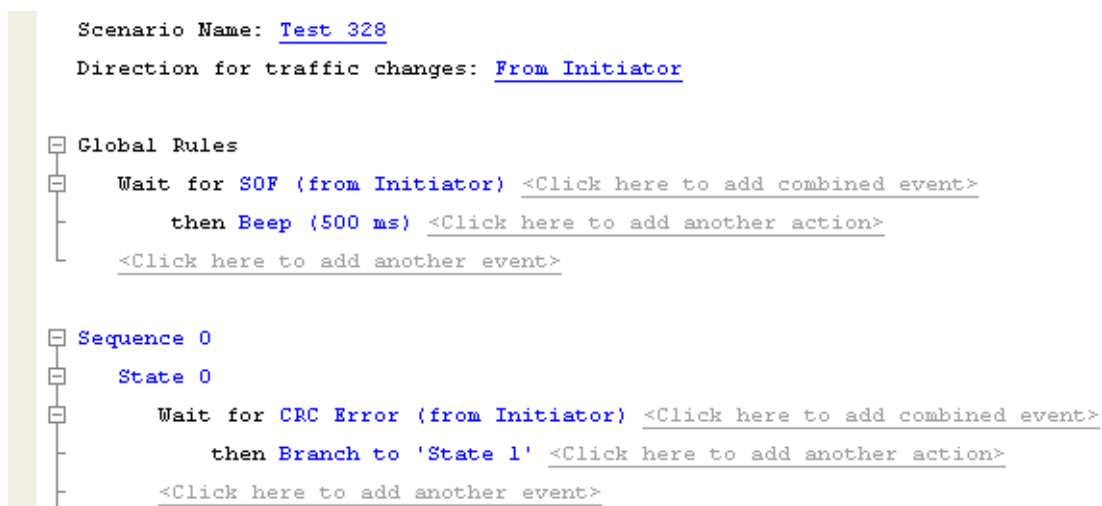 Scenario Name: Test 328
Direction for traffic changes: From Initiator
Global Rules
Wait for SOF (from Initiator) <Click here to add combined event>
then Beep (500 ms) <Click here to add another action>
<Click here to add another event>
Sequence 0
State 0
Wait for CRC Error (from Initiator) <Click here to add combined event>
then Branch to 'State 1' <Click here to add another action>
<Click here to add another event>